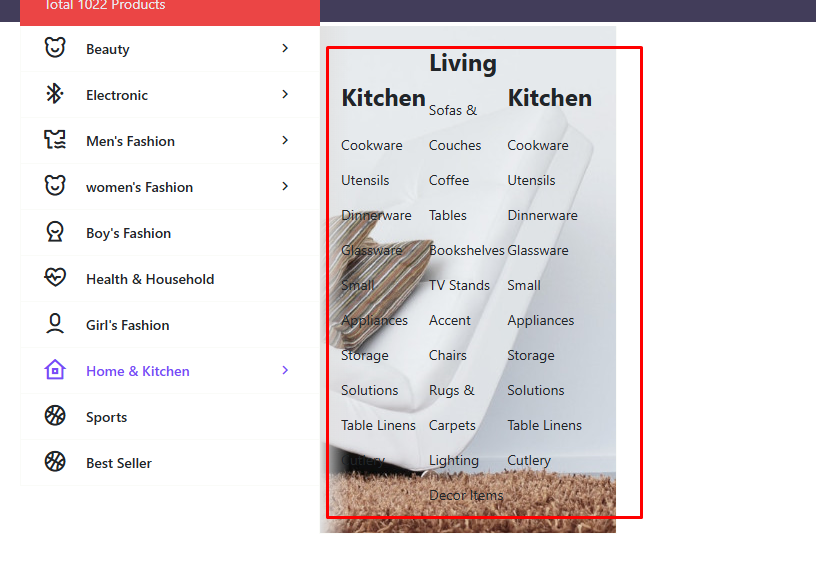 Total 1022 Products
Beauty
Electronic
Men's Fashion
women's Fashion
Boy's Fashion
Health & Household
Girl's Fashion
Home & Kitchen
Sports
Best Seller
Kitchen
Cookware
Utensils
Dinnerware
Glassware
Small
Appliances
Storage
Solutions
Table Linens
Cutlery
Living
Sofas &
Couches
Coffee
Tables
Bookshelves
TV Stands
Accent
Chairs
Rugs &
Carpets
Lighting
Decor Items
Kitchen
Cookware
Utensils
Dinnerware
Glassware
Small
Appliances
Storage
Solutions
Table Linens
Cutlery